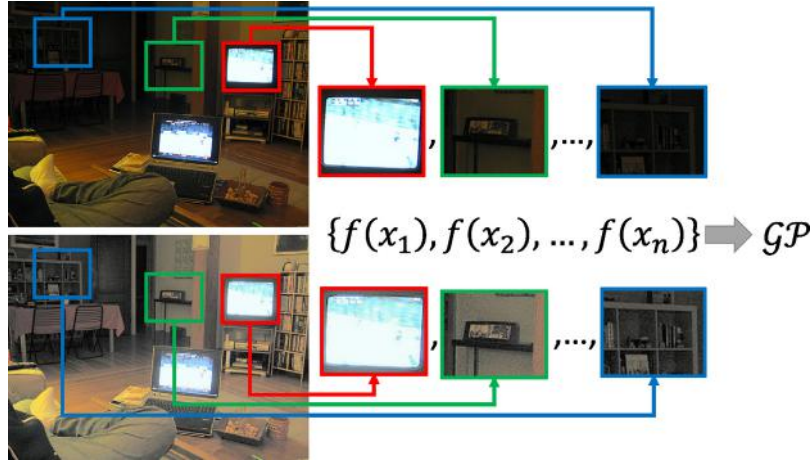 , ,...,
{f(x₁), f(x₂), ..., f(xₙ)} 𝒢𝒫
, ,...,